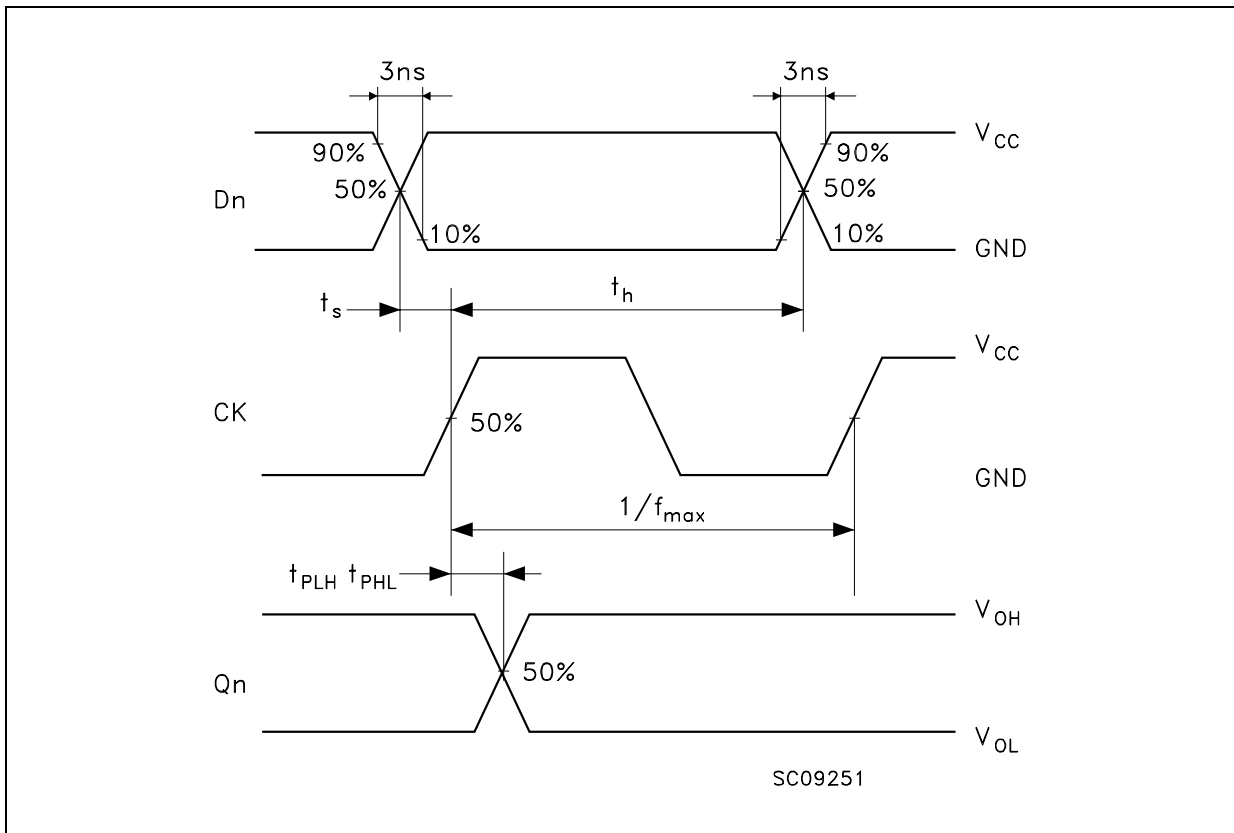 3ns 3ns
V_CC
90% 90%
50% 50%
Dn
10% 10%
GND
t_s t_h
V_CC
CK
50%
GND
1/f_max
t_PLH t_PHL
V_OH
50%
Qn
V_OL
SC09251